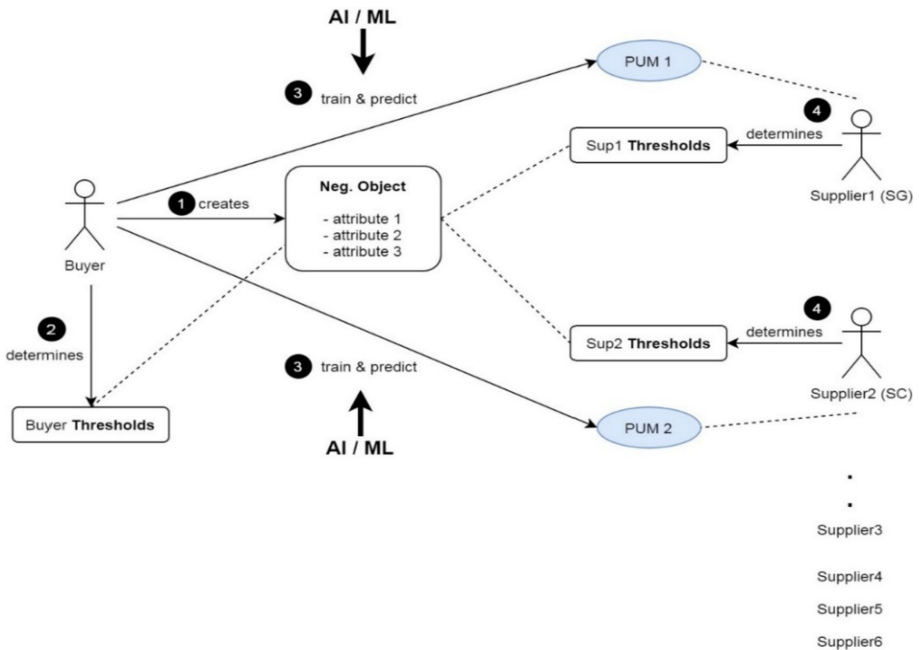 AI / ML
PUM 1
3 train & predict
4
determines
Sup1 Thresholds
Supplier1 (SG)
Neg. Object
1 creates
- attribute 1
- attribute 2
- attribute 3
Buyer
2
determines
4
determines
Sup2 Thresholds
3 train & predict
Supplier2 (SC)
Buyer Thresholds
PUM 2
AI / ML
.
.
Supplier3
Supplier4
Supplier5
Supplier6